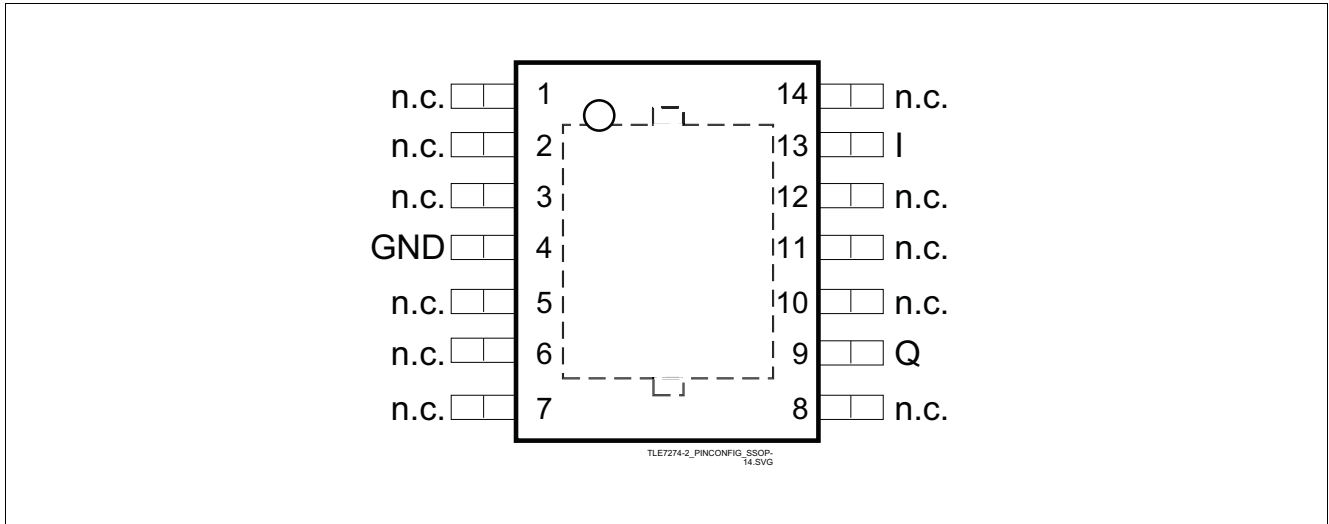 n.c. 1 14 n.c.
n.c. 2 13 I
n.c. 3 12 n.c.
GND 4 11 n.c.
n.c. 5 10 n.c.
n.c. 6 9 Q
n.c. 7 8 n.c.
TLE7274-2_PINCONFIG_SSOP-
14.SVG